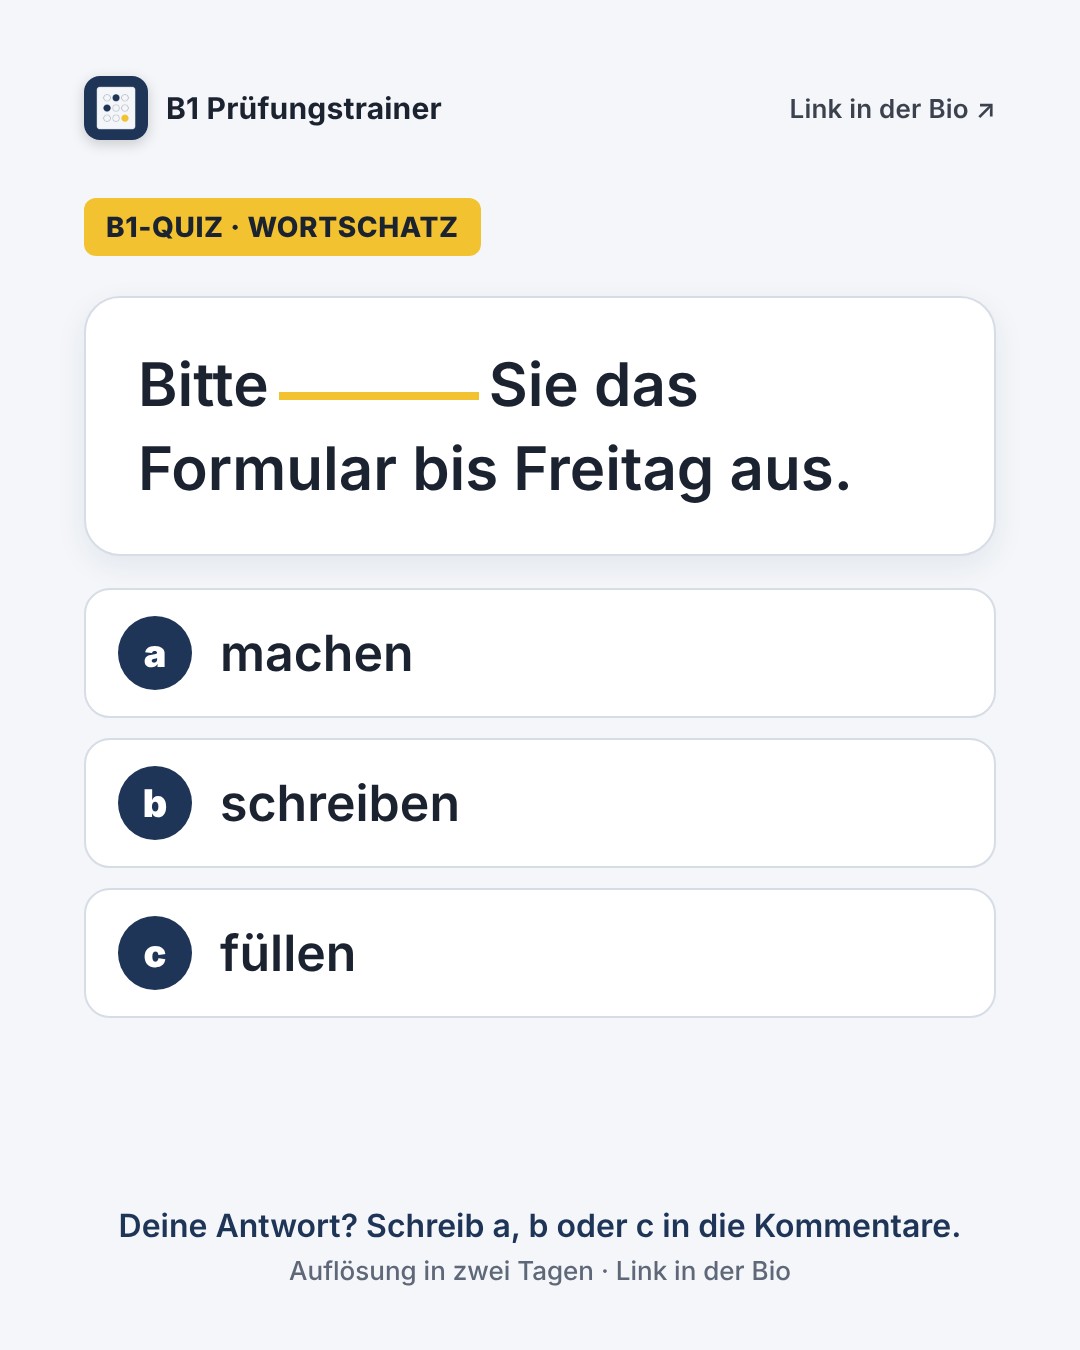 B1 Prüfungstrainer
Link in der Bio ↗
B1-QUIZ · WORTSCHATZ
Bitte ______ Sie das
Formular bis Freitag aus.
a machen
b schreiben
c füllen
Deine Antwort? Schreib a, b oder c in die Kommentare.
Auflösung in zwei Tagen · Link in der Bio